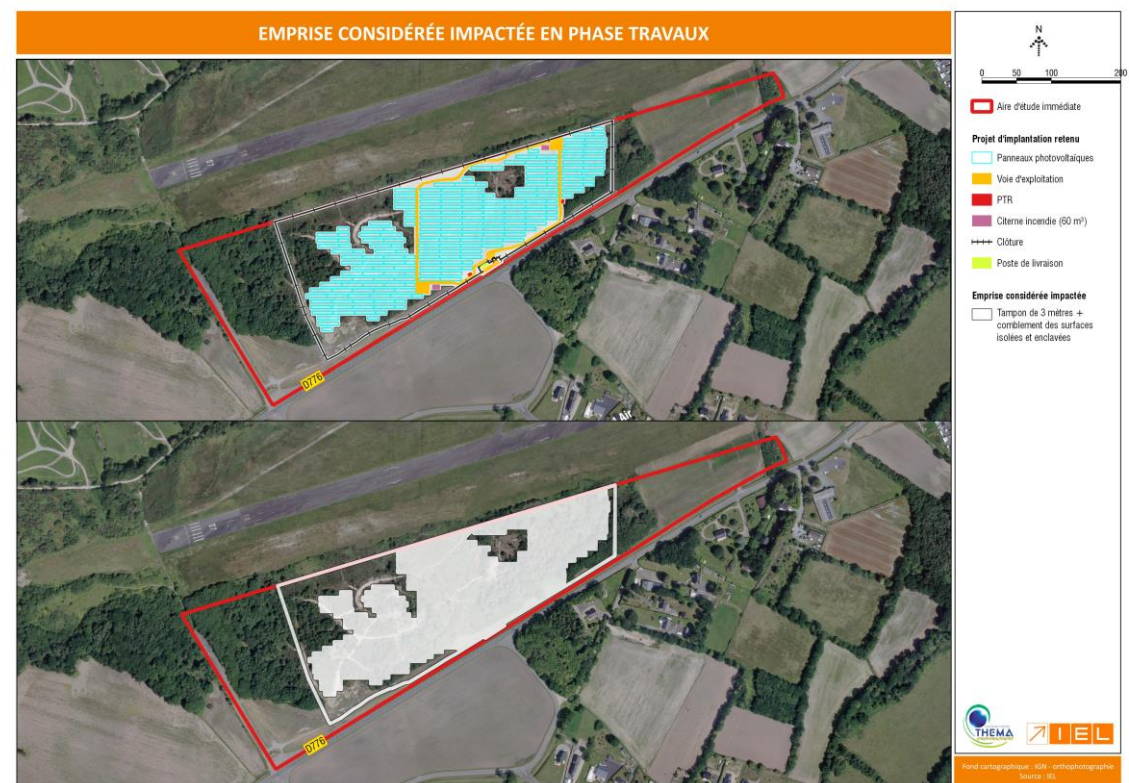 EMPRISE CONSIDÉRÉE IMPACTÉE EN PHASE TRAVAUX
N
0 50 100 200
Aire d'étude immédiate
Projet d'implantation retenu
Panneaux photovoltaïques
Voie d'exploitation
PTR
Citerne incendie (60 m³)
Clôture
Poste de livraison
Emprise considérée impactée
Tampon de 3 mètres +
comblement des surfaces
isolées et enclavées
D776
Air
D776
THEMA
IEL
Fond cartographique : IGN - orthophotographie
Source : IEL